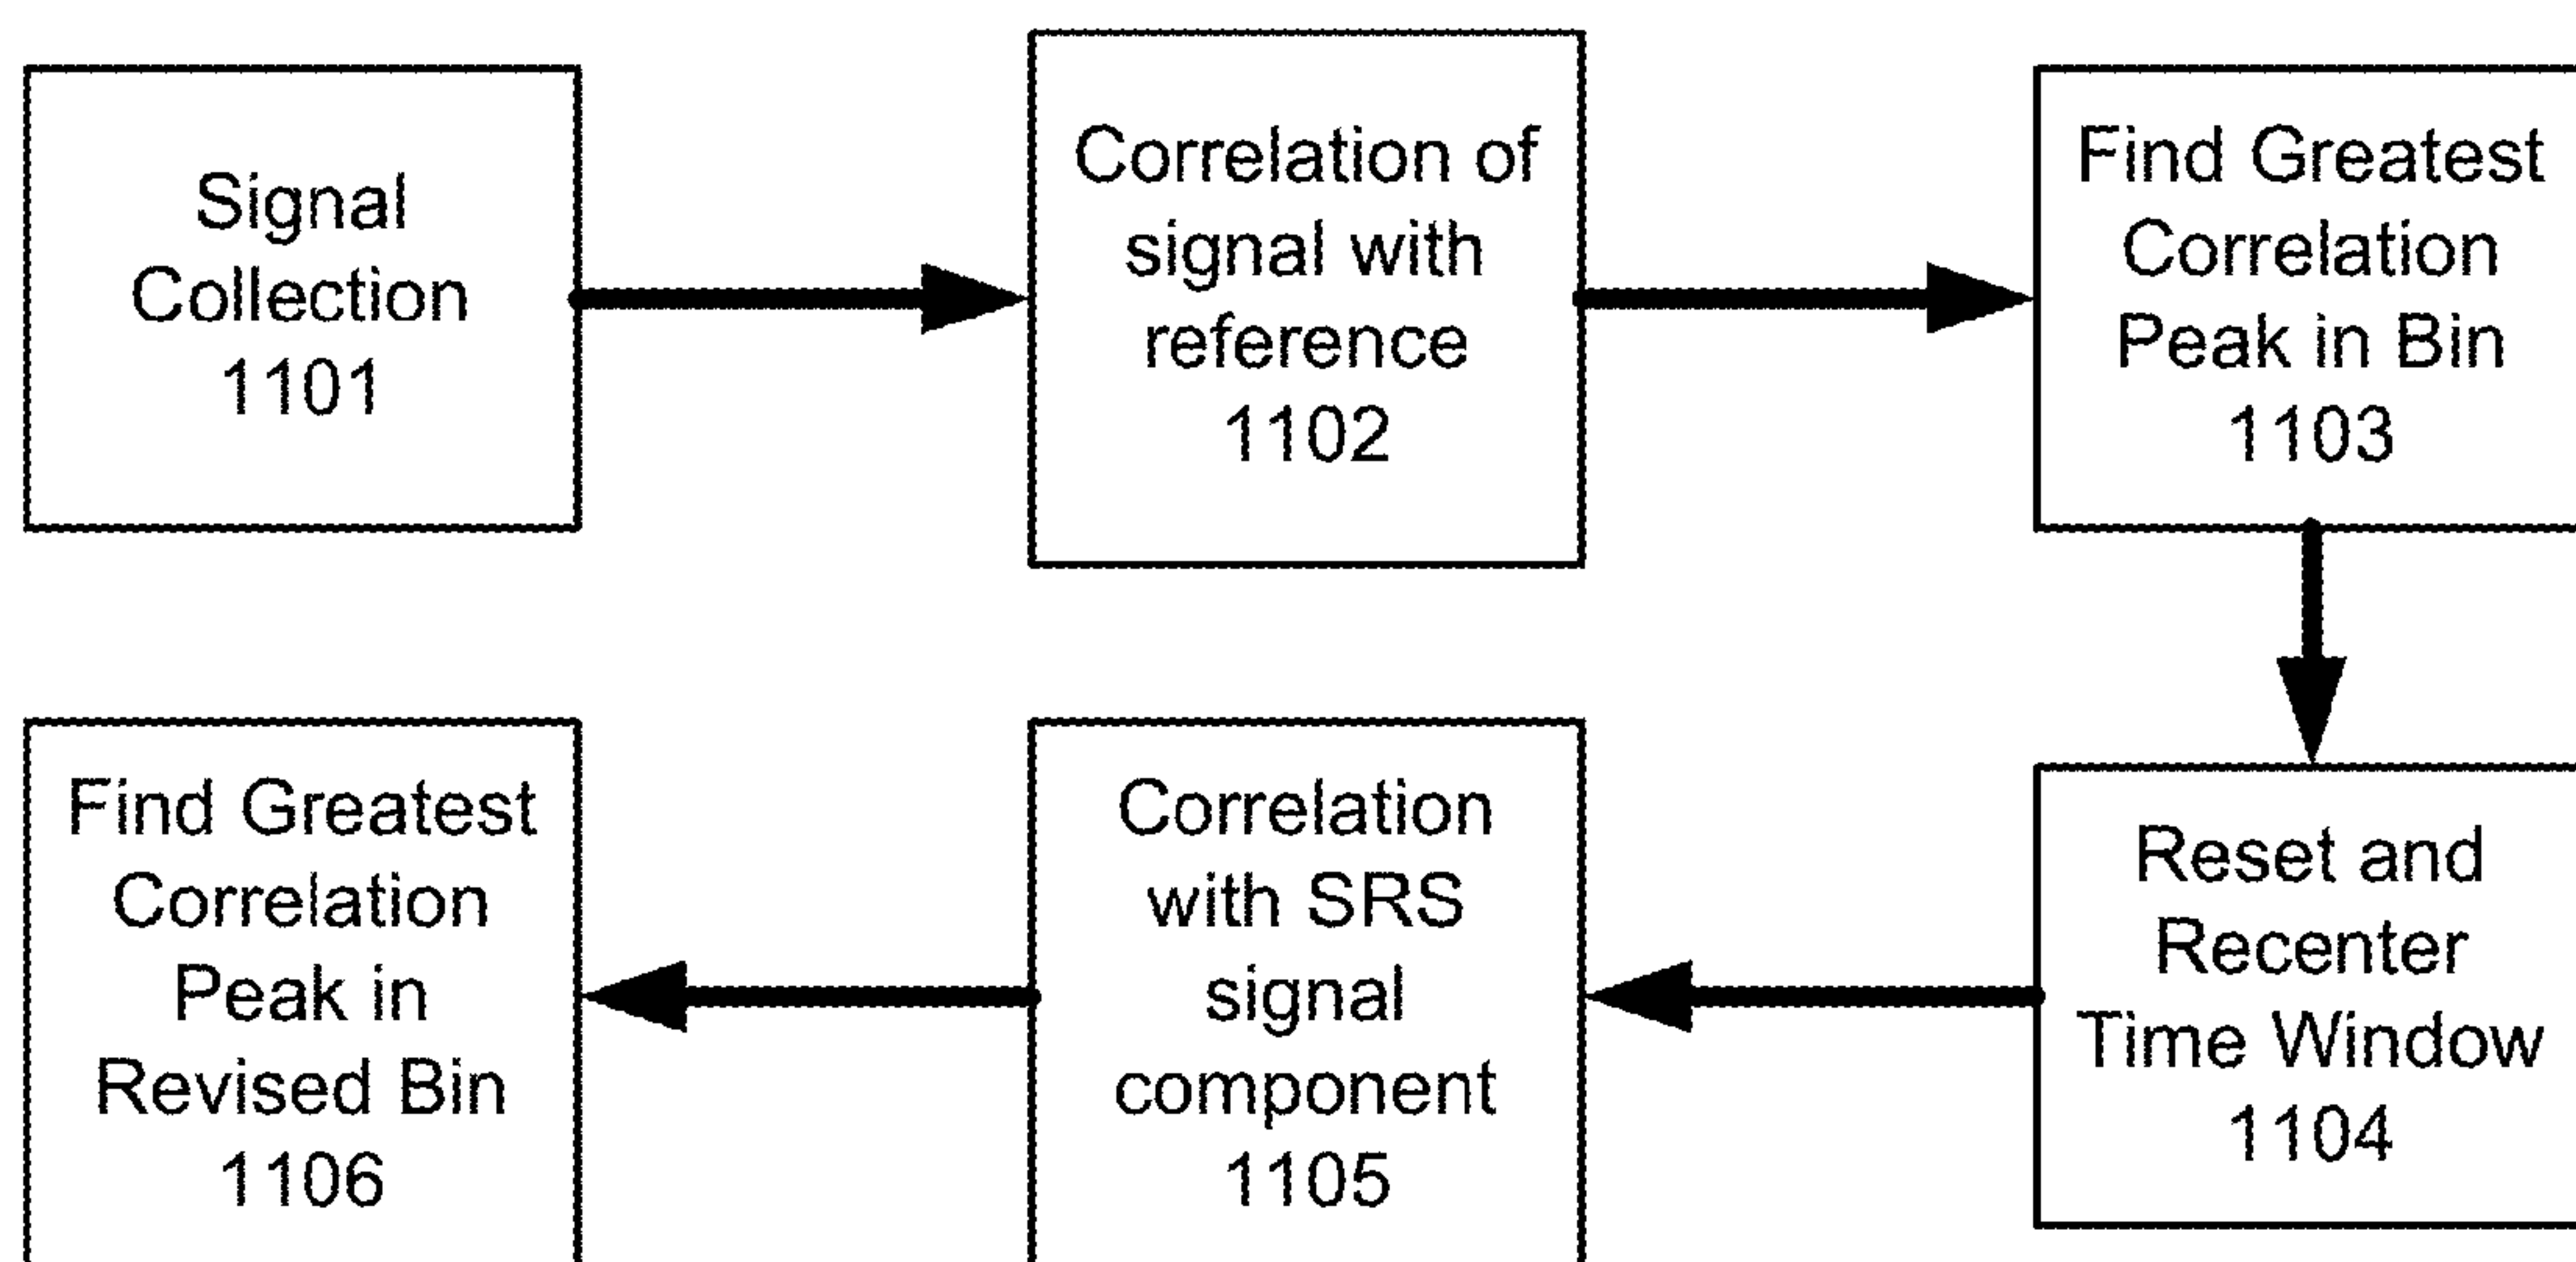 Signal
Collection
1101
Correlation of
signal with
reference
1102
Find Greatest
Correlation
Peak in Bin
1103
Reset and
Recenter
Time Window
1104
Correlation
with SRS
signal
component
1105
Find Greatest
Correlation
Peak in
Revised Bin
1106